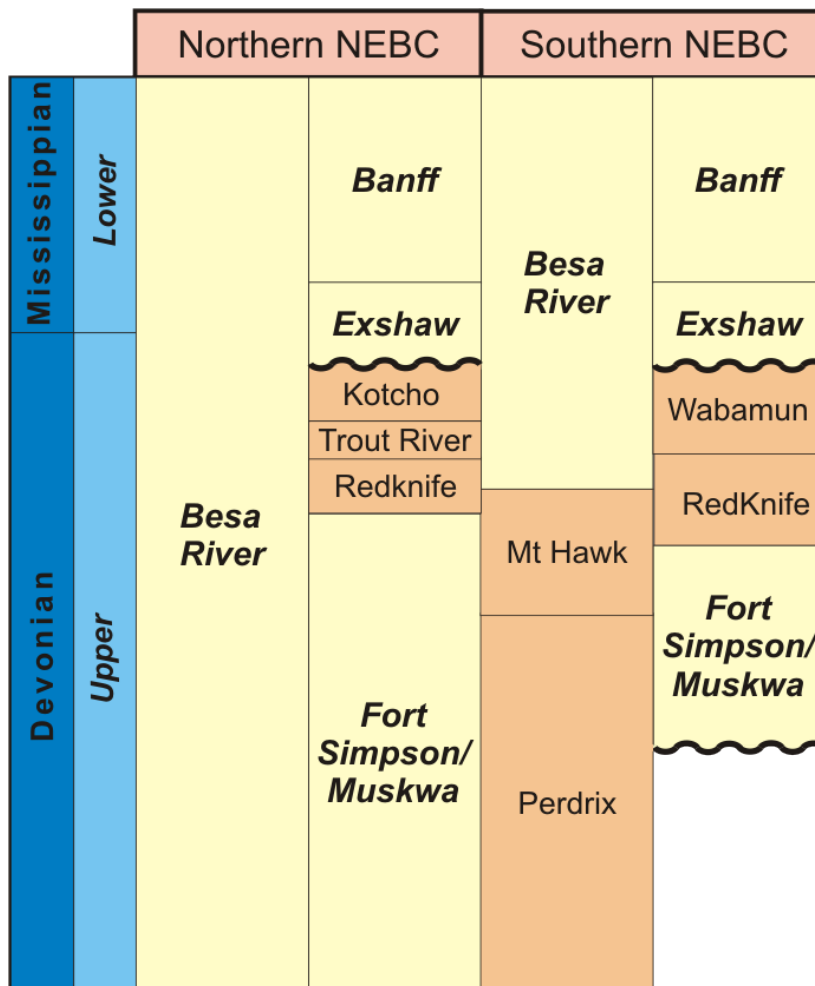 Northern NEBC
Southern NEBC
Mississippian
Lower
Devonian
Upper
Besa
River
Banff
Exshaw
Kotcho
Trout River
Redknife
Fort
Simpson/
Muskwa
Besa
River
Mt Hawk
Perdrix
Banff
Exshaw
Wabamun
RedKnife
Fort
Simpson/
Muskwa